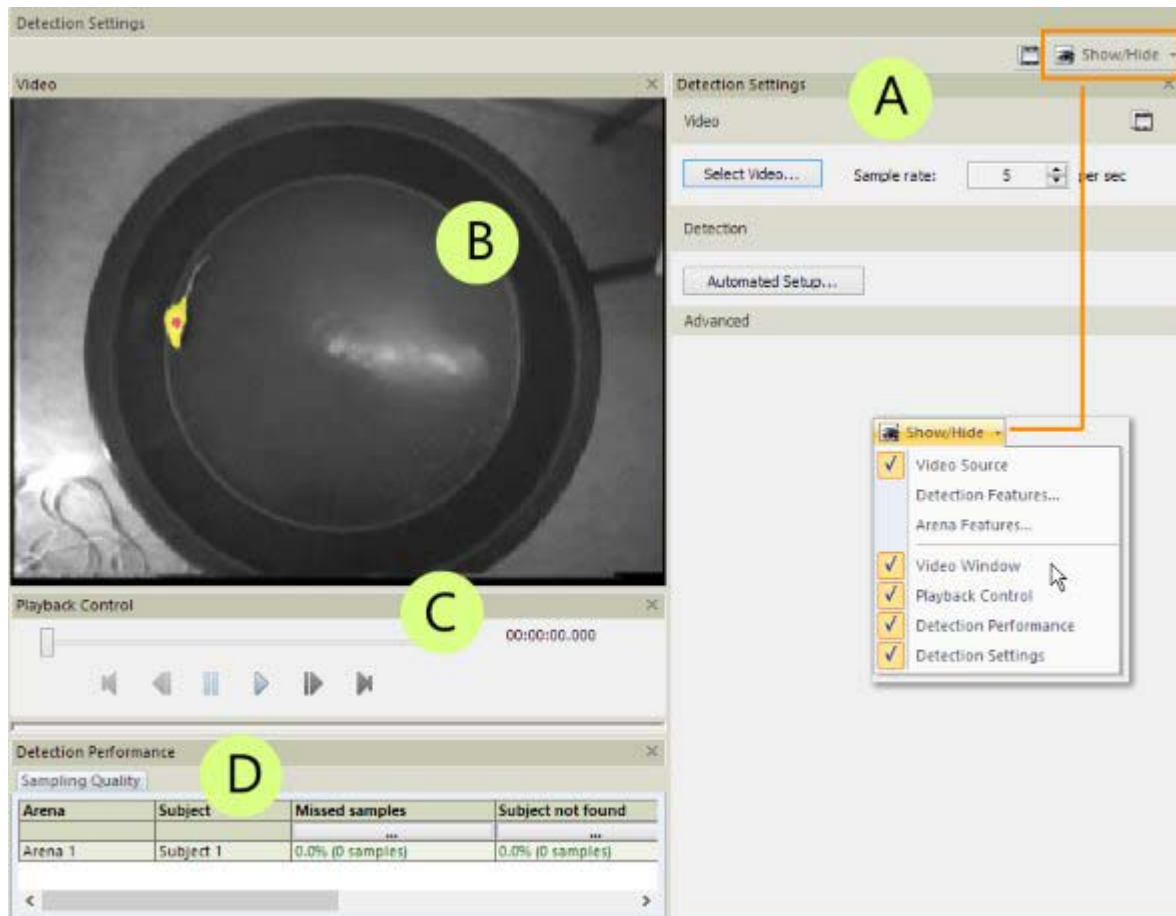 Detection Settings
Show/Hide
Video
Detection Settings
A
Video
Select Video...
Sample rate:
5
per sec
B
Detection
Automated Setup...
Advanced
Show/Hide
Video Source
Detection Features...
Arena Features...
Video Window
Playback Control
Detection Performance
Detection Settings
Playback Control
C
00:00:00.000
Detection Performance
D
Sampling Quality
Arena Subject Missed samples Subject not found
... ...
Arena 1 Subject 1 0.0% (0 samples) 0.0% (0 samples)